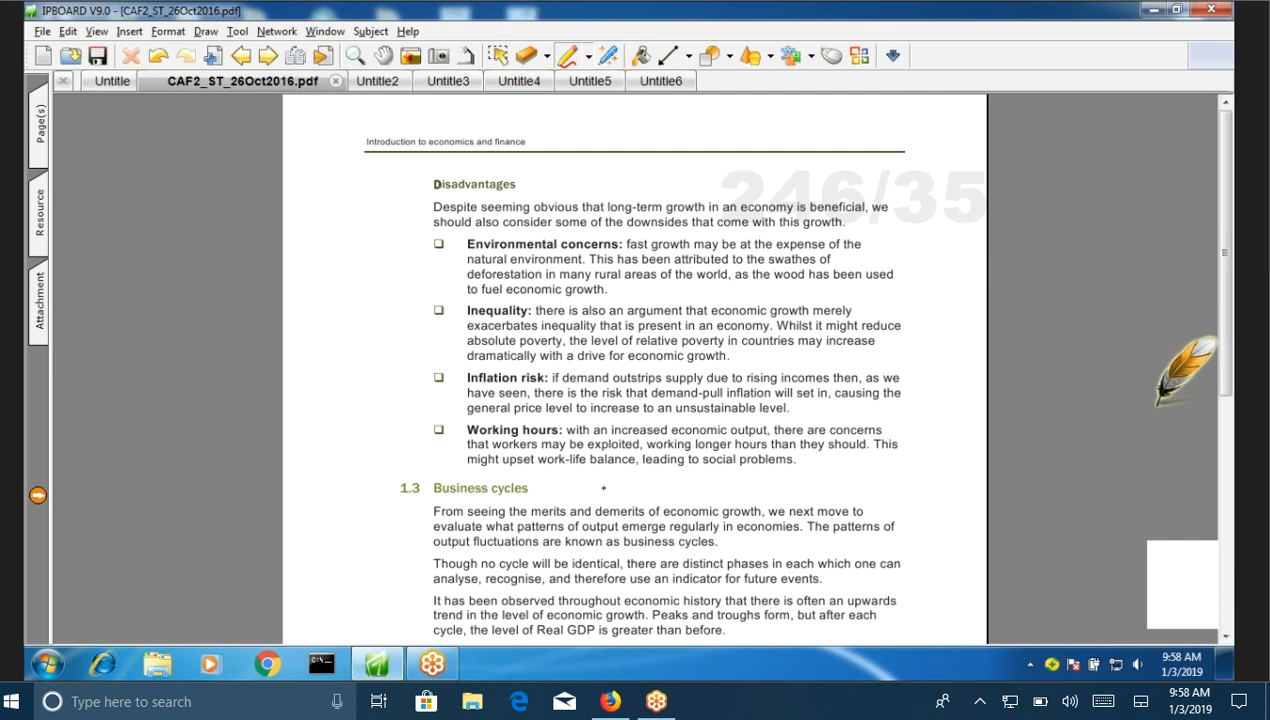 IPBOARD V9.0 - [CAF2_ST_26Oct2016.pdf]
File Edit View Insert Format Draw Tool Network Window Subject Help
Untitle CAF2_ST_26Oct2016.pdf Untitle2 Untitle3 Untitle4 Untitle5 Untitle6
Page(s)
Resource
Attachment
Introduction to economics and finance
246/35
Disadvantages
Despite seeming obvious that long-term growth in an economy is beneficial, we
should also consider some of the downsides that come with this growth.
Environmental concerns: fast growth may be at the expense of the
natural environment. This has been attributed to the swathes of
deforestation in many rural areas of the world, as the wood has been used
to fuel economic growth.
Inequality: there is also an argument that economic growth merely
exacerbates inequality that is present in an economy. Whilst it might reduce
absolute poverty, the level of relative poverty in countries may increase
dramatically with a drive for economic growth.
Inflation risk: if demand outstrips supply due to rising incomes then, as we
have seen, there is the risk that demand-pull inflation will set in, causing the
general price level to increase to an unsustainable level.
Working hours: with an increased economic output, there are concerns
that workers may be exploited, working longer hours than they should. This
might upset work-life balance, leading to social problems.
1.3 Business cycles
From seeing the merits and demerits of economic growth, we next move to
evaluate what patterns of output emerge regularly in economies. The patterns of
output fluctuations are known as business cycles.
Though no cycle will be identical, there are distinct phases in each which one can
analyse, recognise, and therefore use an indicator for future events.
It has been observed throughout economic history that there is often an upwards
trend in the level of economic growth. Peaks and troughs form, but after each
cycle, the level of Real GDP is greater than before.
9:58 AM
1/3/2019
Type here to search
9:58 AM
1/3/2019